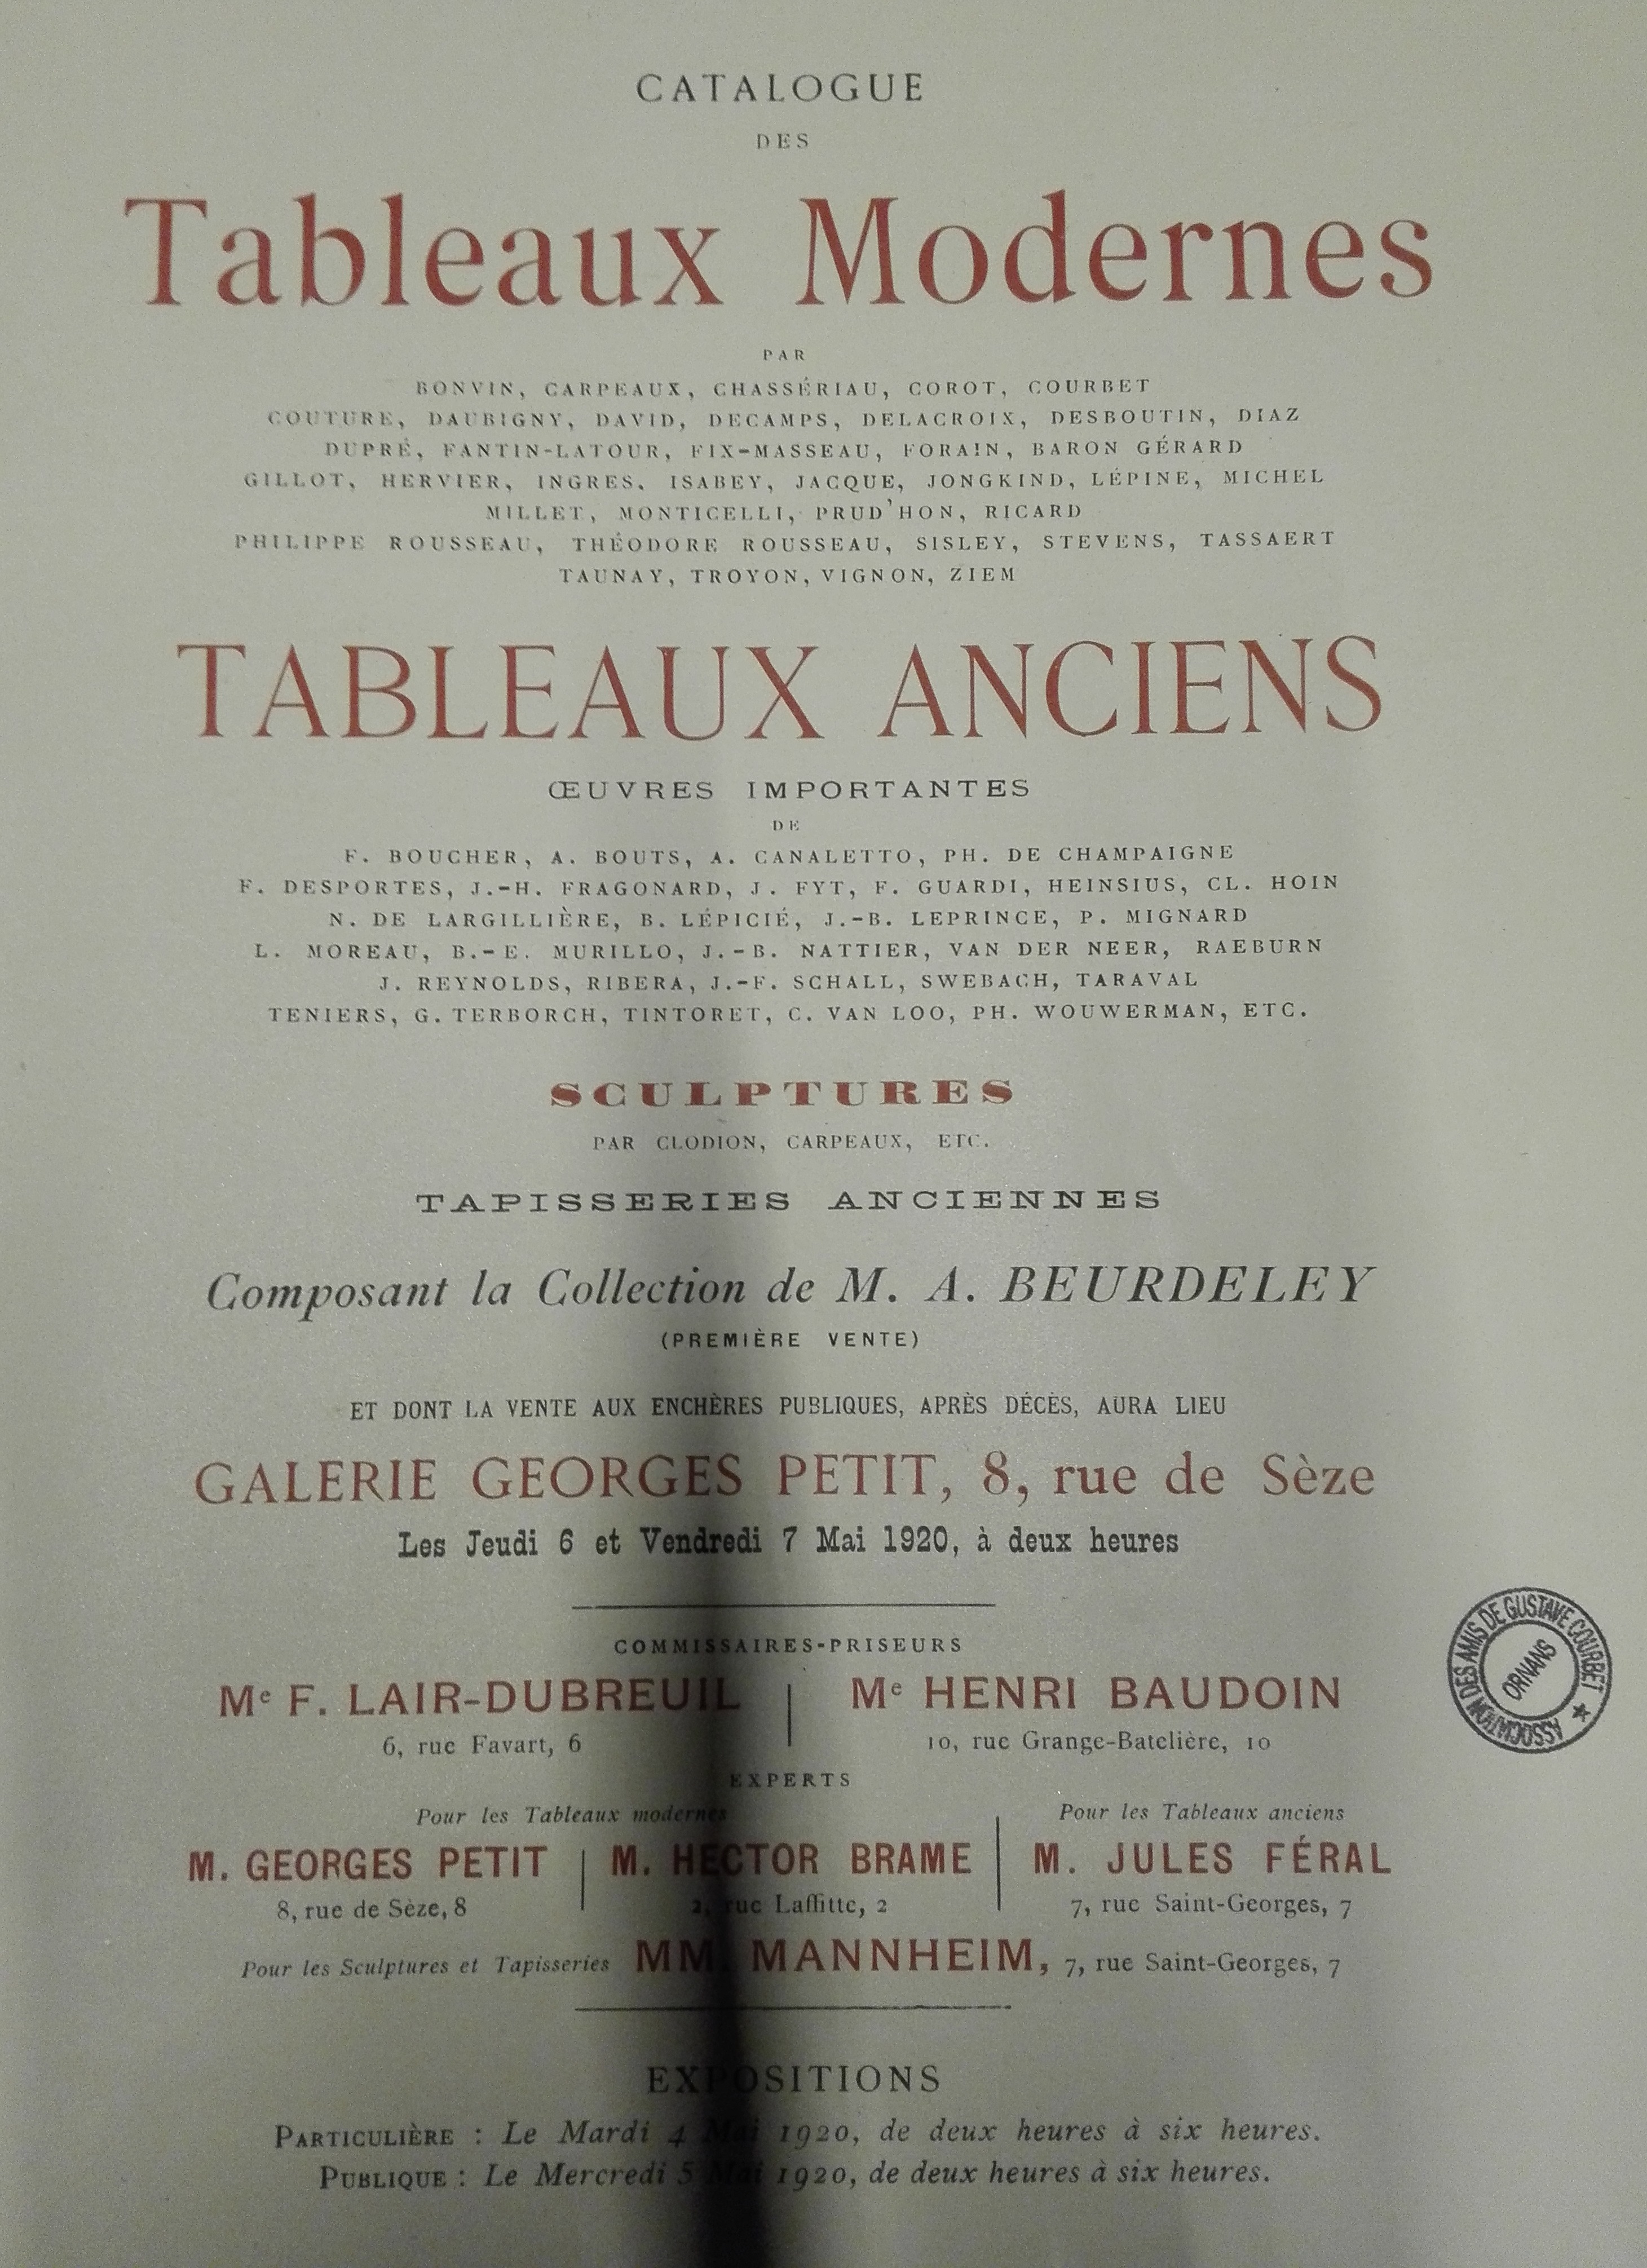 CATALOGUE
DES
Tableaux Modernes
PAR
BONVIN, CARPEAUX, CHASSÉRIAU, COROT, COURBET
COUTURE, DAUBIGNY, DAVID, DECAMPS, DELACROIX, DESBOUTIN, DIAZ
DUPRÉ, FANTIN-LATOUR, FIX-MASSEAU, FORAIN, BARON GÉRARD
GILLOT, HERVIER, INGRES, ISABEY, JACQUE, JONGKIND, LÉPINE, MICHEL
MILLET, MONTICELLI, PRUD'HON, RICARD
PHILIPPE ROUSSEAU, THÉODORE ROUSSEAU, SISLEY, STEVENS, TASSAERT
TAUNAY, TROYON, VIGNON, ZIEM
TABLEAUX ANCIENS
ŒUVRES IMPORTANTES
DE
F. BOUCHER, A. BOUTS, A. CANALETTO, PH. DE CHAMPAIGNE
F. DESPORTES, J.-H. FRAGONARD, J. FYT, F. GUARDI, HEINSIUS, CL. HOIN
N. DE LARGILLIÈRE, B. LÉPICIÉ, J.-B. LEPRINCE, P. MIGNARD
L. MOREAU, B.-E. MURILLO, J.-B. NATTIER, VAN DER NEER, RAEBURN
J. REYNOLDS, RIBERA, J.-F. SCHALL, SWEBACH, TARAVAL
TENIERS, G. TERBORCH, TINTORET, C. VAN LOO, PH. WOUWERMAN, ETC.
SCULPTURES
PAR CLODION, CARPEAUX, ETC.
TAPISSERIES ANCIENNES
Composant la Collection de M. A. BEURDELEY
(PREMIÈRE VENTE)
ET DONT LA VENTE AUX ENCHÈRES PUBLIQUES, APRÈS DÉCÈS, AURA LIEU
GALERIE GEORGES PETIT, 8, rue de Sèze
Les Jeudi 6 et Vendredi 7 Mai 1920, à deux heures
COMMISSAIRES-PRISEURS
Me F. LAIR-DUBREUIL
6, rue Favart, 6
Me HENRI BAUDOIN
10, rue Grange-Batelière, 10
EXPERTS
Pour les Tableaux modernes
M. GEORGES PETIT
8, rue de Sèze, 8
M. HECTOR BRAME
2, rue Laffitte, 2
Pour les Tableaux anciens
M. JULES FÉRAL
7, rue Saint-Georges, 7
Pour les Sculptures et Tapisseries MM. MANNHEIM, 7, rue Saint-Georges, 7
EXPOSITIONS
PARTICULIÈRE : Le Mardi 4 Mai 1920, de deux heures à six heures.
PUBLIQUE : Le Mercredi 5 Mai 1920, de deux heures à six heures.
ASSOCIATION DES AMIS DE GUSTAVE COURBET ★
ORNANS